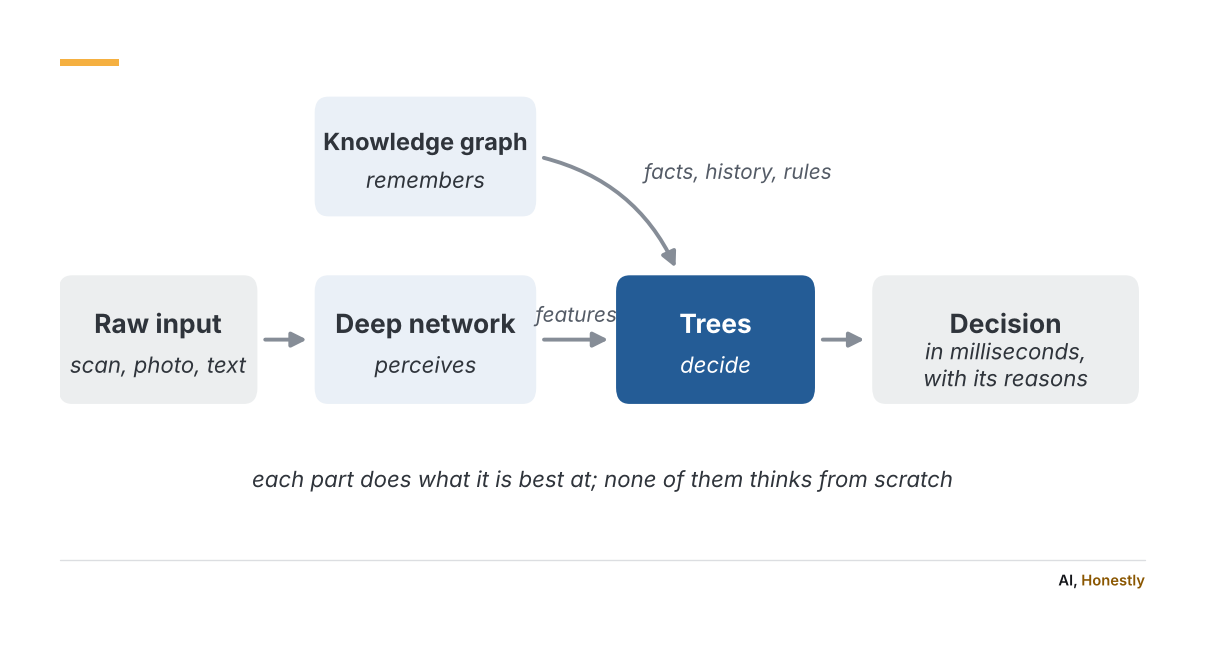 Knowledge graph
remembers
facts, history, rules
Raw input
scan, photo, text
Deep network
perceives
features
Trees
decide
Decision
in milliseconds,
with its reasons
each part does what it is best at; none of them thinks from scratch
AI, Honestly